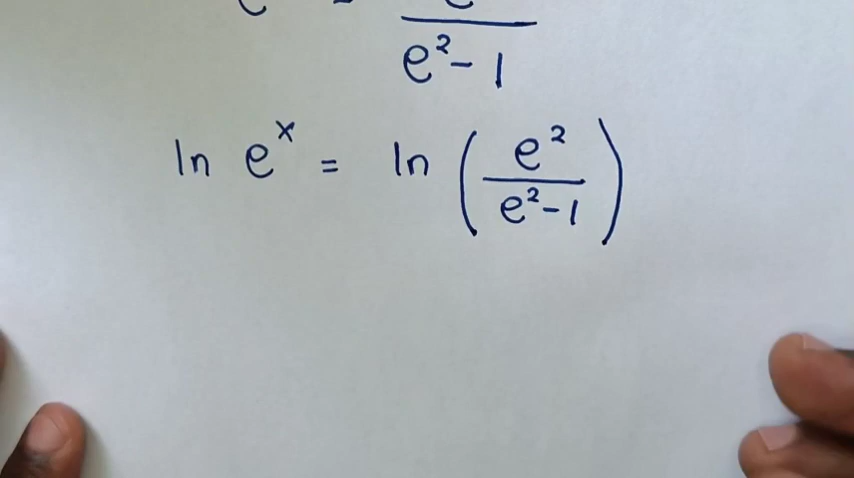 e²-1
ln eˣ = ln (e²/(e²-1))